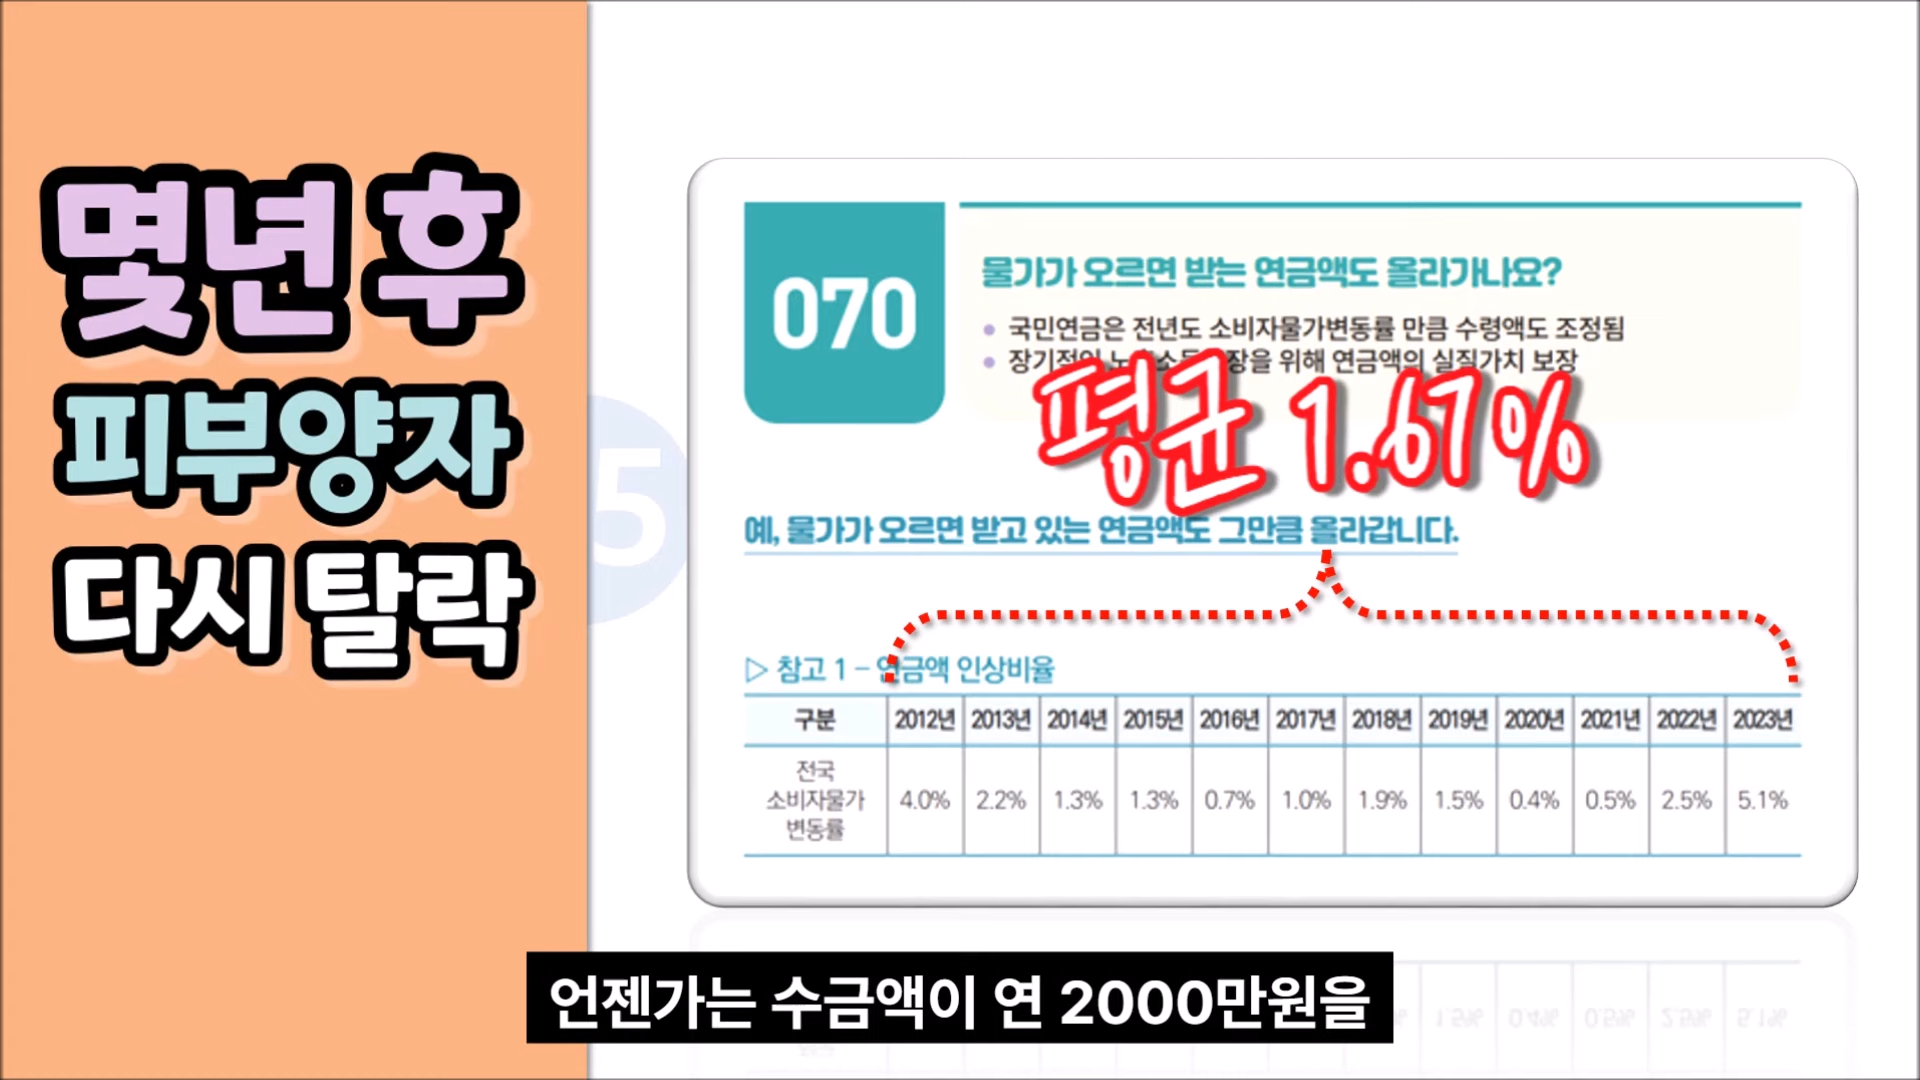 몇년 후
피부양자
다시 탈락
5
070
물가가 오르면 받는 연금액도 올라가나요?
• 국민연금은 전년도 소비자물가변동률 만큼 수령액도 조정됨
• 장기적인 노후소득보장을 위해 연금액의 실질가치 보장
평균 1.67%
예, 물가가 오르면 받고 있는 연금액도 그만큼 올라갑니다.
▷ 참고 1 – 연금액 인상비율
구분 2012년 2013년 2014년 2015년 2016년 2017년 2018년 2019년 2020년 2021년 2022년 2023년
전국
소비자물가
변동률
4.0% 2.2% 1.3% 1.3% 0.7% 1.0% 1.9% 1.5% 0.4% 0.5% 2.5% 5.1%
언젠가는 수금액이 연 2000만원을